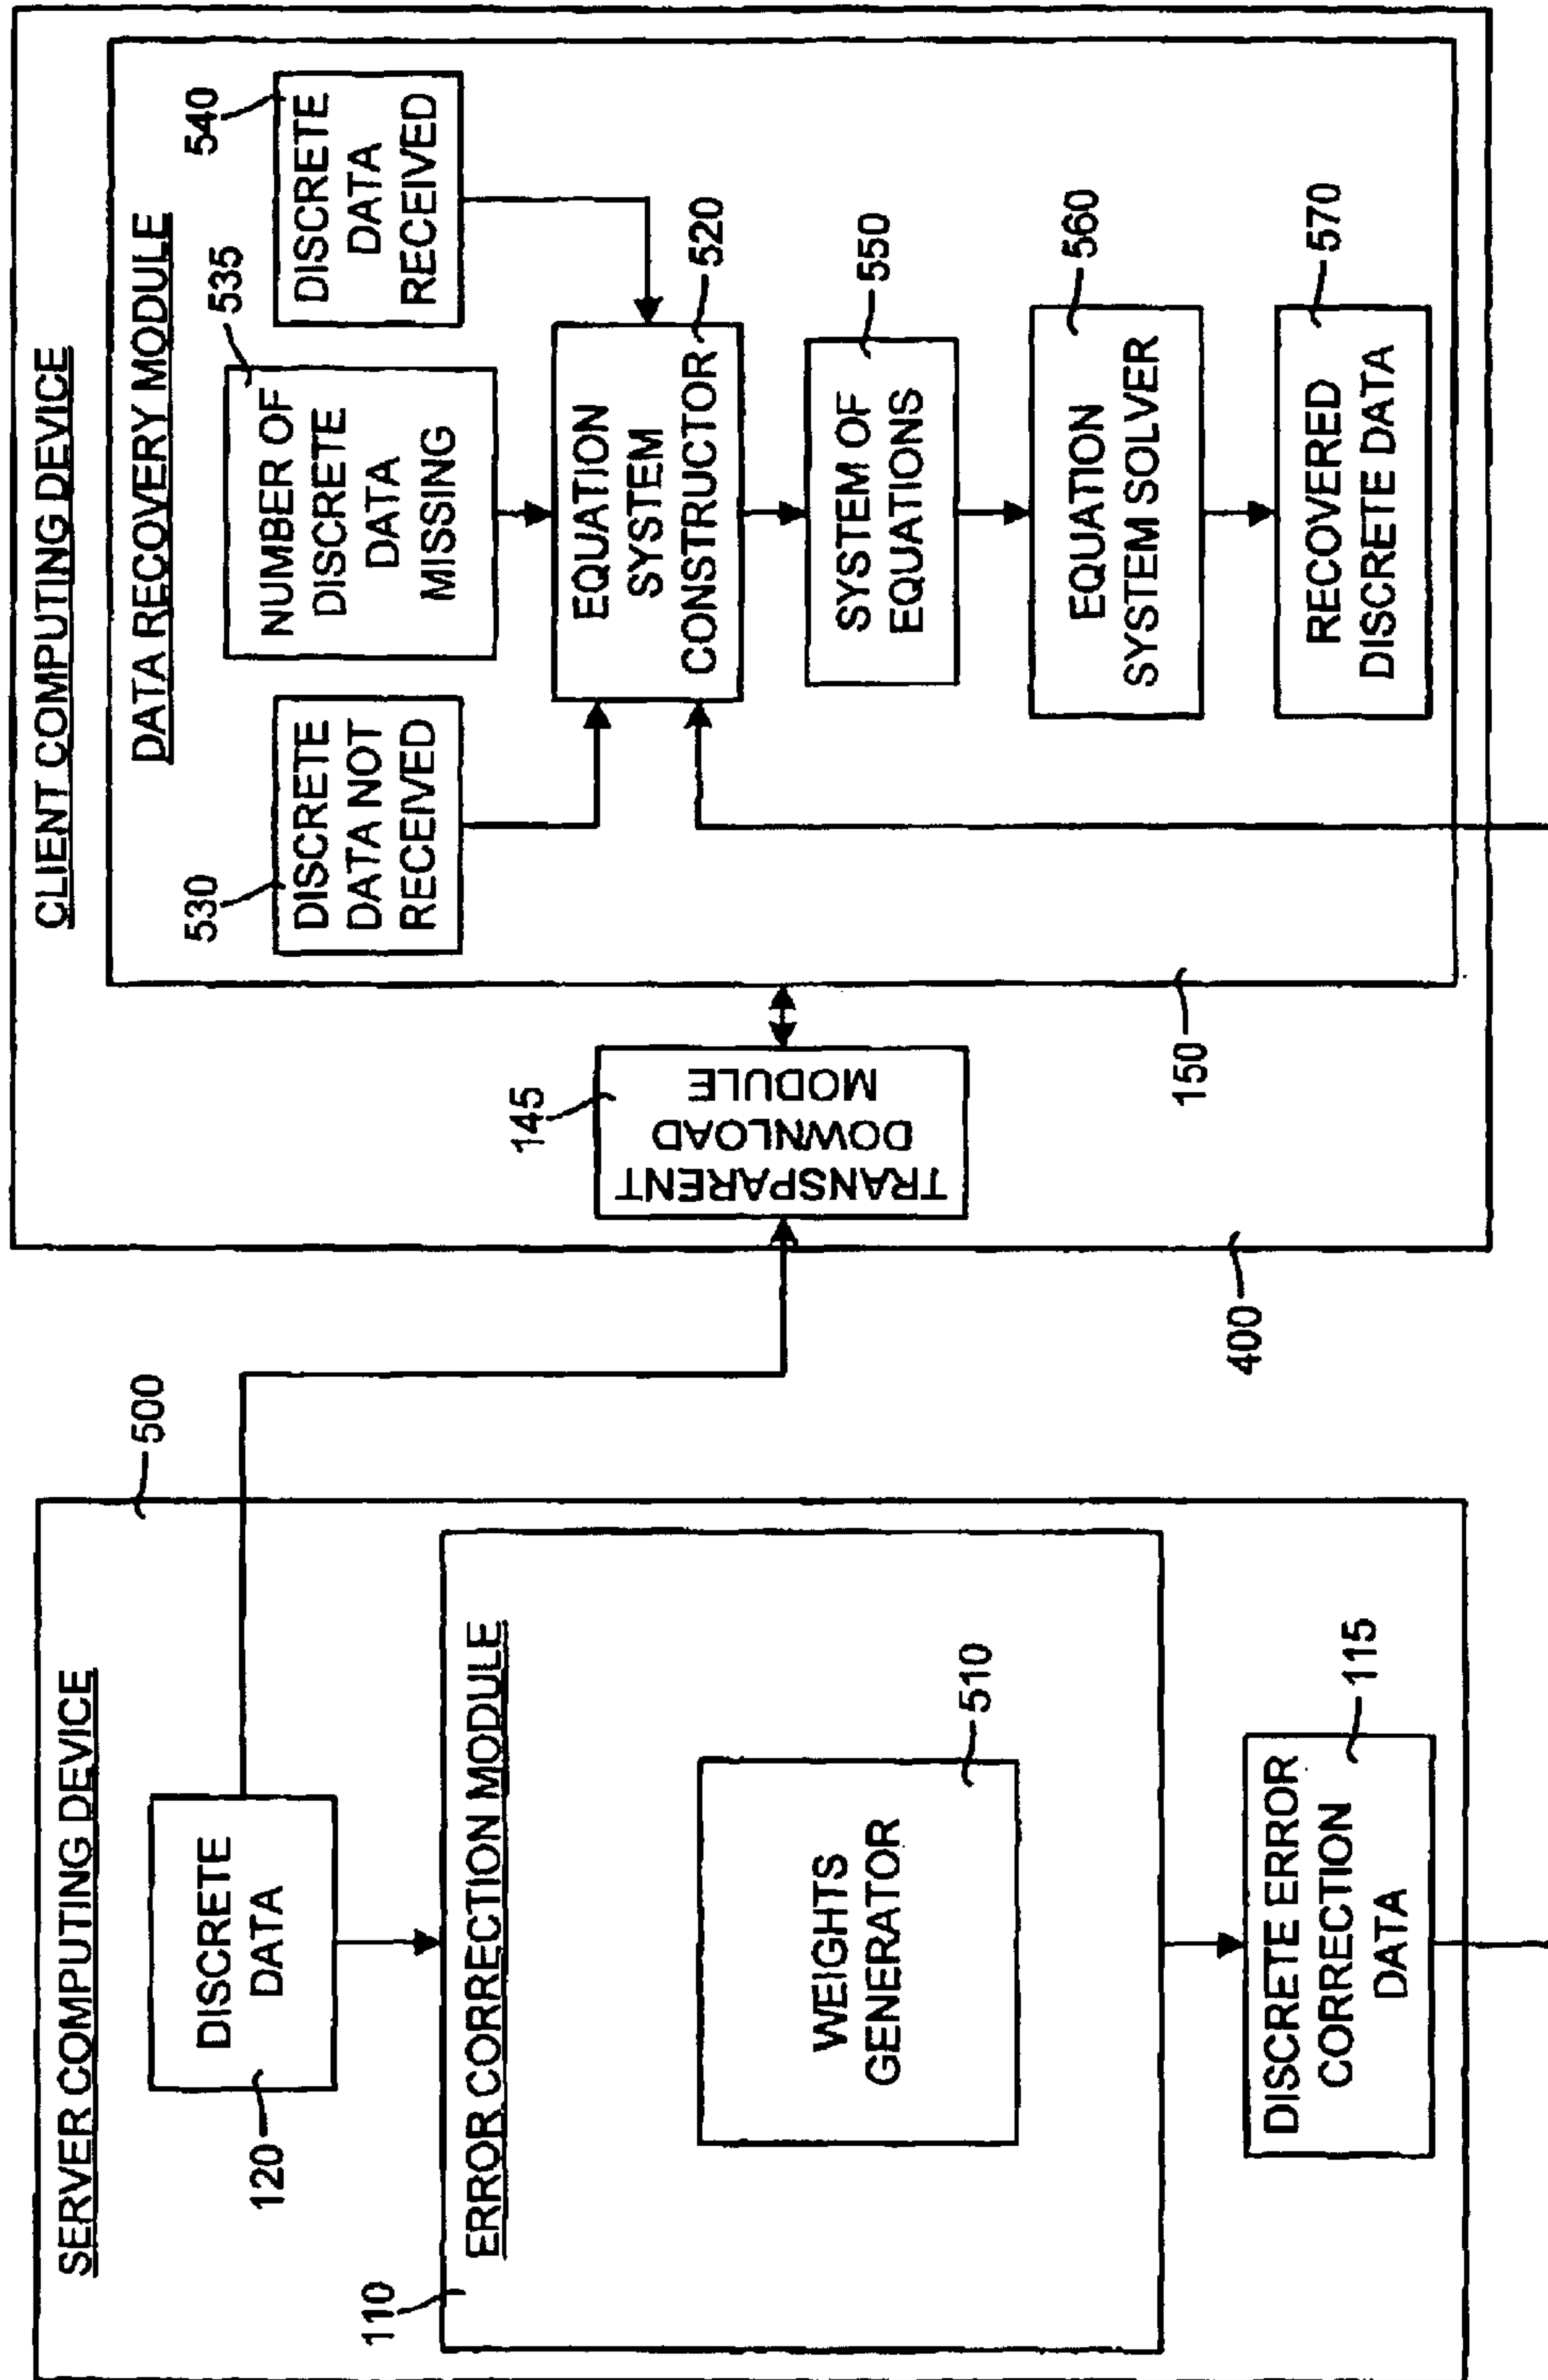 SERVER COMPUTING DEVICE
500
DISCRETE
DATA
120
110
ERROR CORRECTION MODULE
WEIGHTS
GENERATOR
510
DISCRETE ERROR
CORRECTION
DATA
115
CLIENT COMPUTING DEVICE
400
TRANSPARENT
DOWNLOAD
MODULE
145
DATA RECOVERY MODULE
150
530
DISCRETE
DATA NOT
RECEIVED
535
NUMBER OF
DISCRETE
DATA
MISSING
540
DISCRETE
DATA
RECEIVED
EQUATION
SYSTEM
CONSTRUCTOR
520
SYSTEM OF
EQUATIONS
550
EQUATION
SYSTEM SOLVER
560
RECOVERED
DISCRETE DATA
570